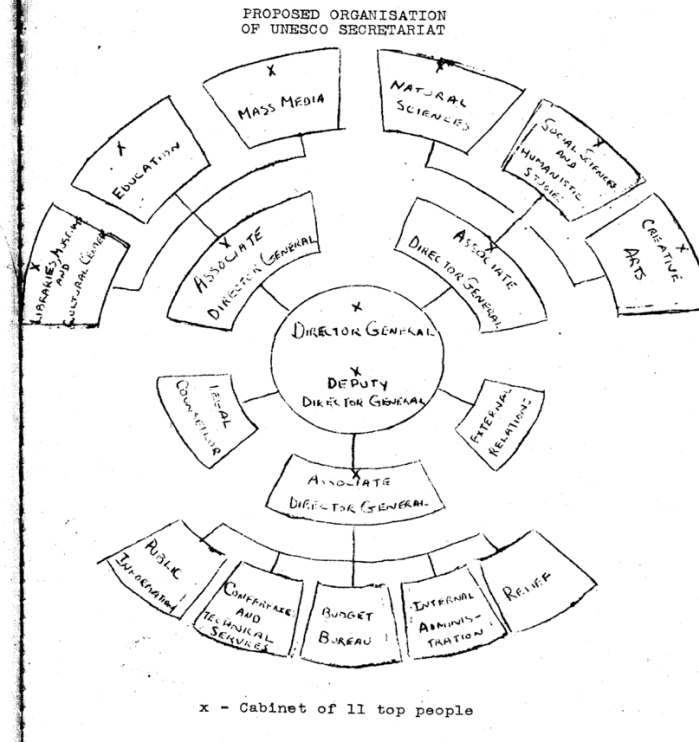 PROPOSED ORGANISATION
OF UNESCO SECRETARIAT
x
MASS MEDIA
x
NATURAL
SCIENCES
x
EDUCATION
x
SOCIAL SCIENCES
AND
HUMANISTIC
STUDIES
x
LIBRARIES, MUSEUMS
AND
CULTURAL CENTER
x
CREATIVE
ARTS
x
ASSOCIATE
DIRECTOR GENERAL
x
ASSOCIATE
DIRECTOR GENERAL
x
DIRECTOR GENERAL
x
DEPUTY
DIRECTOR GENERAL
LEGAL
COUNSELLOR
EXTERNAL
RELATIONS
x
ASSOCIATE
DIRECTOR GENERAL
PUBLIC
INFORMATION
CONFERENCE
AND
TECHNICAL
SERVICES
BUDGET
BUREAU
INTERNAL
ADMINIS-
TRATION
RELIEF
x - Cabinet of 11 top people